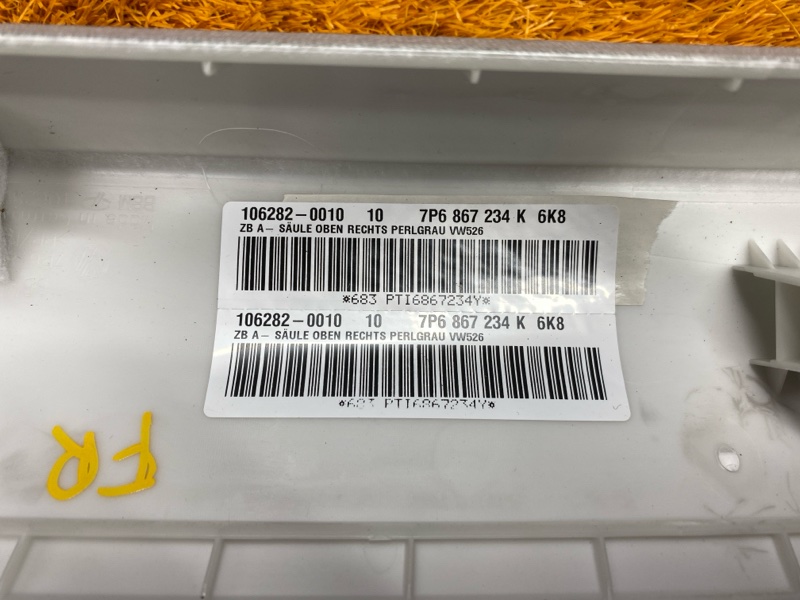 106282-0010 10 7P6 867 234 K 6K8
ZB A- SÄULE OBEN RECHTS PERLGRAU VW526
*683 PTI6867234Y*
106282-0010 10 7P6 867 234 K 6K8
ZB A- SÄULE OBEN RECHTS PERLGRAU VW526
*683 PTI6867234Y*
FR